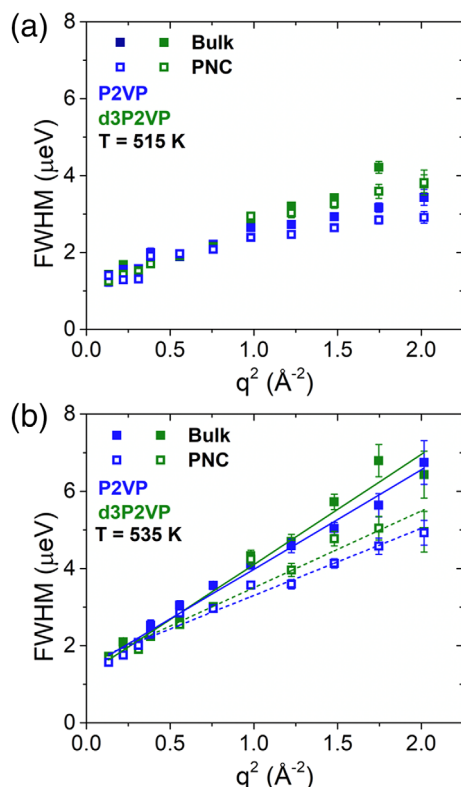 (a)
8
6
4
2
0
FWHM (μeV)
Bulk
PNC
P2VP
d3P2VP
T = 515 K
0.0 0.5 1.0 1.5 2.0
q² (Å⁻²)
(b)
8
6
4
2
0
FWHM (μeV)
Bulk
PNC
P2VP
d3P2VP
T = 535 K
0.0 0.5 1.0 1.5 2.0
q² (Å⁻²)